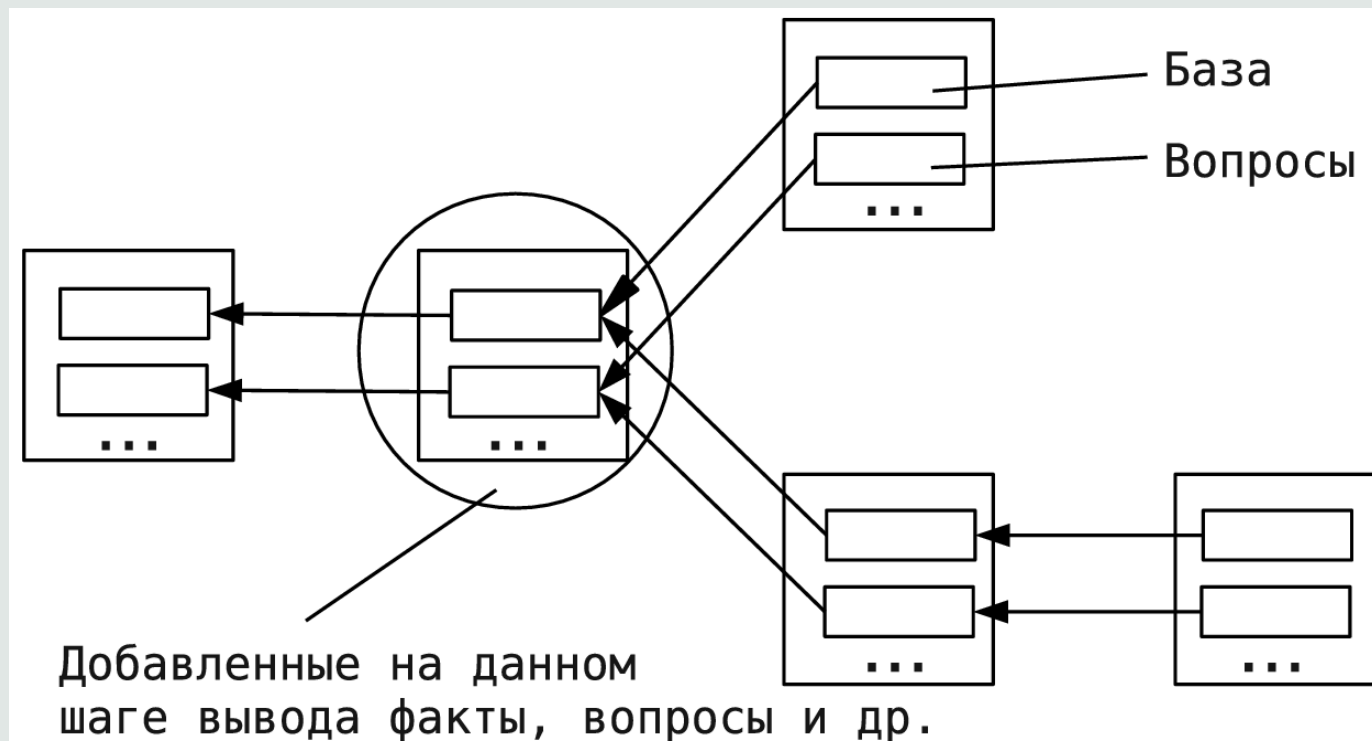 База
Вопросы
...
...
...
...
...
Добавленные на данном
шаге вывода факты, вопросы и др.